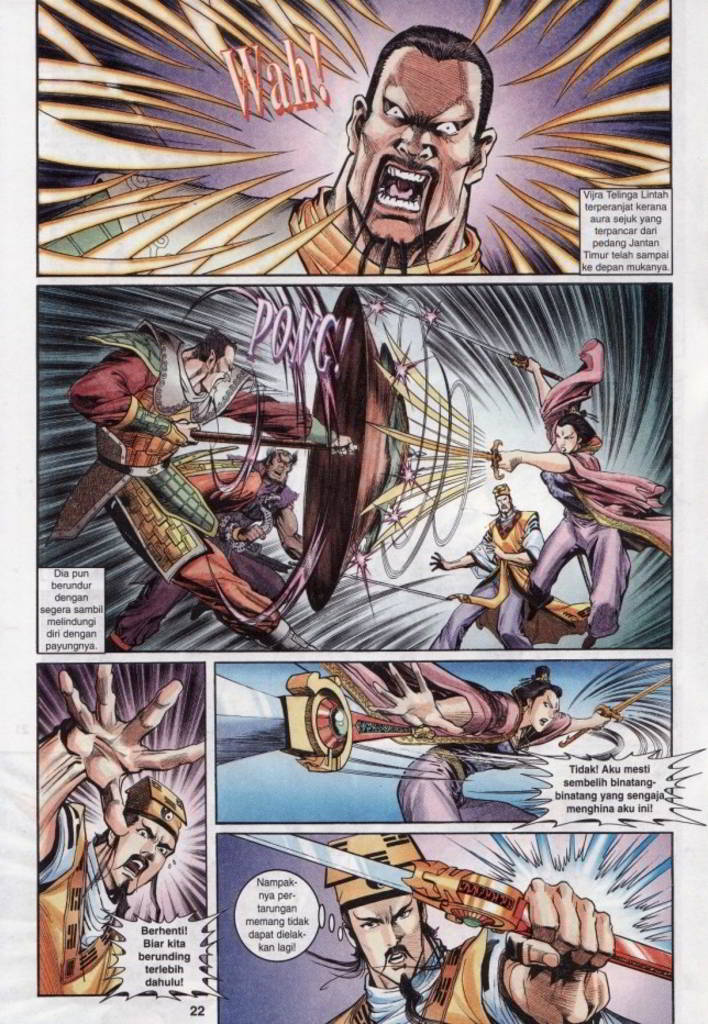 Wah!
Vijra Telinga Lintah
terperanjat kerana
aura sejuk yang
terpancar dari
pedang Jantan
Timur telah sampai
ke depan mukanya.
PONG!
Dia pun
berundur
dengan
segera sambil
melindungi
diri dengan
payungnya.
Berhenti!
Biar kita
berunding
terlebih
dahulu!
Tidak! Aku mesti
sembelih binatang-
binatang yang sengaja
menghina aku ini!
Nampak-
nya per-
tarungan
memang tidak
dapat dielak-
kan lagi!
22